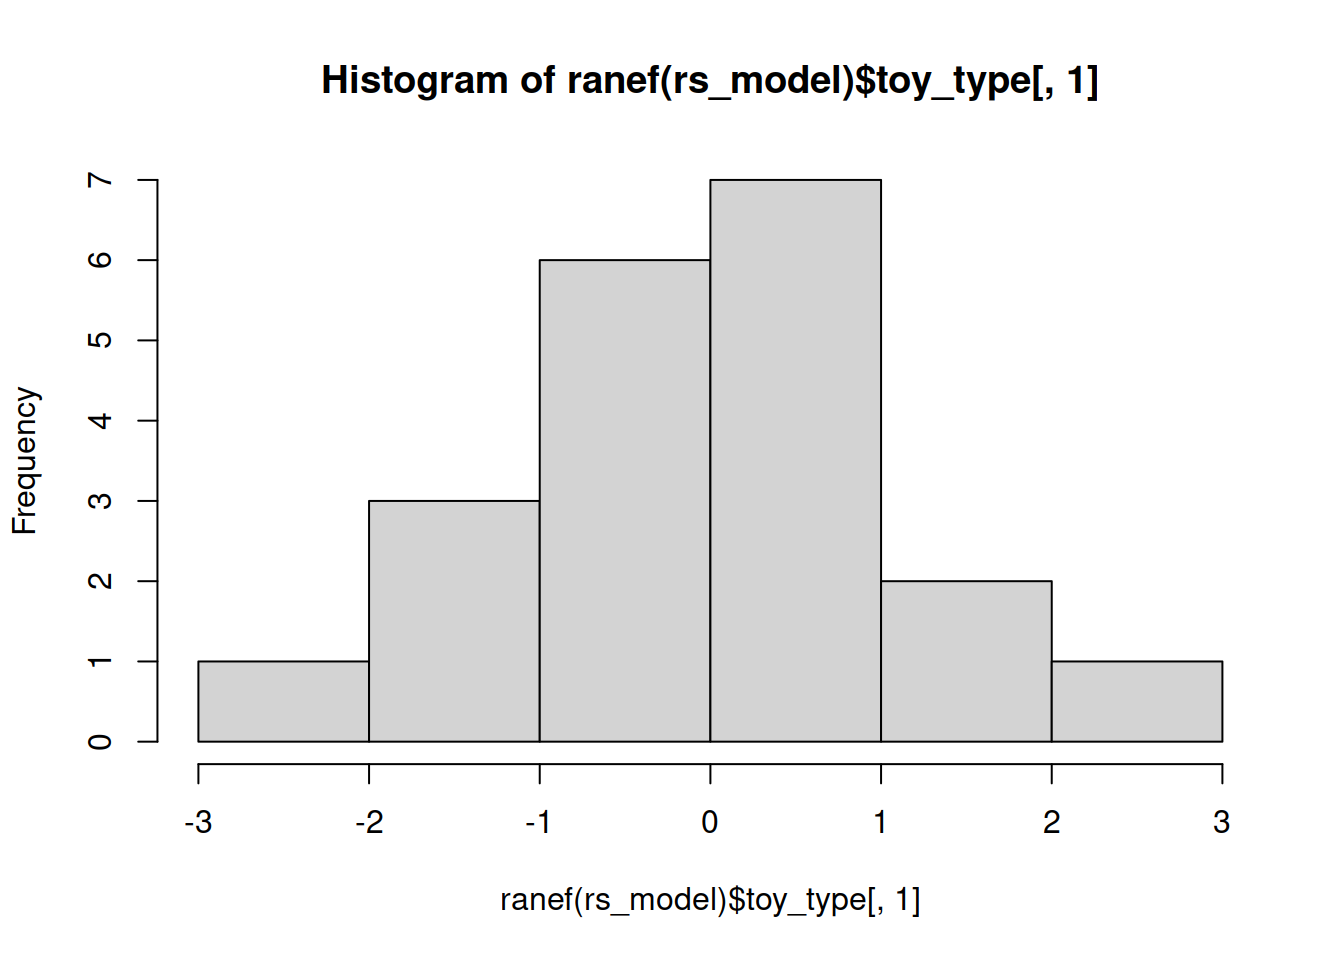 Histogram of ranef(rs_model)$toy_type[, 1]
Frequency
7
6
5
4
3
2
1
0
-3 -2 -1 0 1 2 3
ranef(rs_model)$toy_type[, 1]